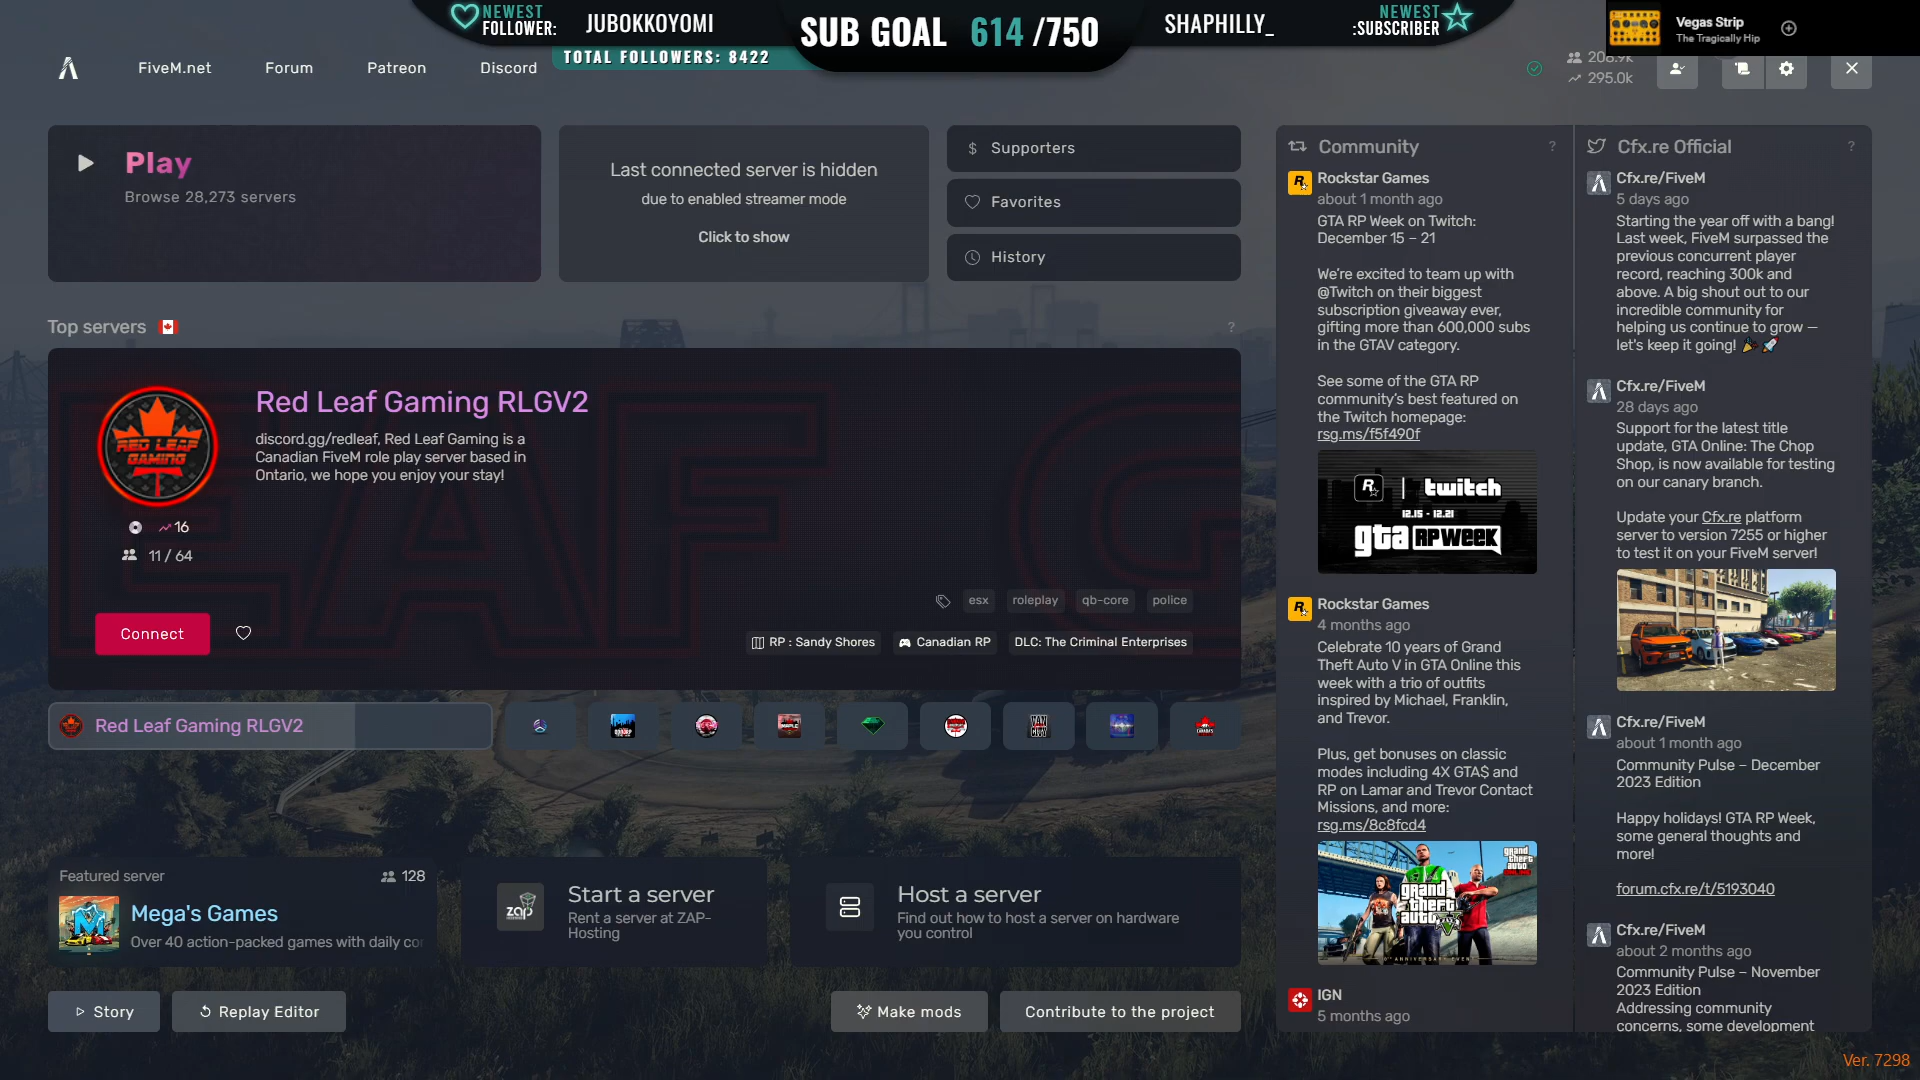 NEWEST
FOLLOWER:
JUBOKKOYOMI
SUB GOAL 614 /750
SHAPHILLY_
NEWEST
:SUBSCRIBER
Vegas Strip
The Tragically Hip
TOTAL FOLLOWERS: 8422
FiveM.net
Forum
Patreon
Discord
208.9k
295.0k
Play
Browse 28,273 servers
Last connected server is hidden
due to enabled streamer mode
Click to show
$ Supporters
Favorites
History
Top servers
?
Red Leaf Gaming RLGV2
discord.gg/redleaf, Red Leaf Gaming is a
Canadian FiveM role play server based in
Ontario, we hope you enjoy your stay!
RED LEAF
GAMING
16
11 / 64
esx
roleplay
qb-core
police
Connect
RP : Sandy Shores
Canadian RP
DLC: The Criminal Enterprises
Red Leaf Gaming RLGV2
Featured server
128
Mega's Games
Over 40 action-packed games with daily co
zap
Start a server
Rent a server at ZAP-
Hosting
Host a server
Find out how to host a server on hardware
you control
Story
Replay Editor
Make mods
Contribute to the project
Community
?
Rockstar Games
about 1 month ago
GTA RP Week on Twitch:
December 15 – 21
We're excited to team up with
@Twitch on their biggest
subscription giveaway ever,
gifting more than 600,000 subs
in the GTAV category.
See some of the GTA RP
community's best featured on
the Twitch homepage:
rsg.ms/f5f490f
R | twitch
12.15 - 12.21
gta RPWEEK
Rockstar Games
4 months ago
Celebrate 10 years of Grand
Theft Auto V in GTA Online this
week with a trio of outfits
inspired by Michael, Franklin,
and Trevor.
Plus, get bonuses on classic
modes including 4X GTA$ and
RP on Lamar and Trevor Contact
Missions, and more:
rsg.ms/8c8fcd4
grand
theft
auto
V
IGN
5 months ago
Cfx.re Official
?
Cfx.re/FiveM
5 days ago
Starting the year off with a bang!
Last week, FiveM surpassed the
previous concurrent player
record, reaching 300k and
above. A big shout out to our
incredible community for
helping us continue to grow —
let's keep it going! 🎉 🚀
Cfx.re/FiveM
28 days ago
Support for the latest title
update, GTA Online: The Chop
Shop, is now available for testing
on our canary branch.
Update your Cfx.re platform
server to version 7255 or higher
to test it on your FiveM server!
Cfx.re/FiveM
about 1 month ago
Community Pulse – December
2023 Edition
Happy holidays! GTA RP Week,
some general thoughts and
more!
forum.cfx.re/t/5193040
Cfx.re/FiveM
about 2 months ago
Community Pulse – November
2023 Edition
Addressing community
concerns, some development
Ver. 7298